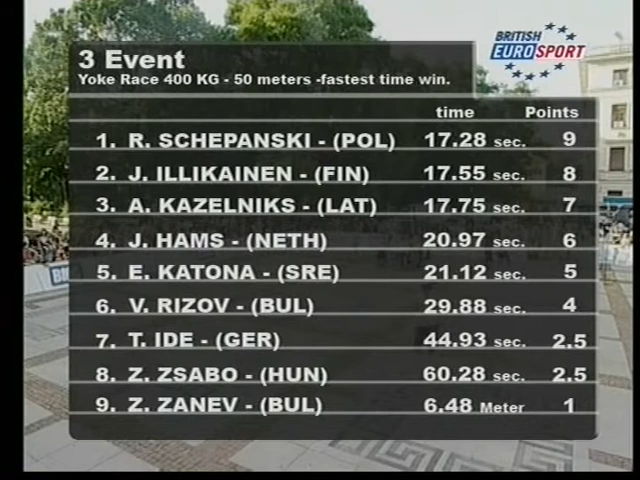 BRITISH
EUROSPORT
3 Event
Yoke Race 400 KG - 50 meters -fastest time win.
time Points
1. R. SCHEPANSKI - (POL) 17.28 sec. 9
2. J. ILLIKAINEN - (FIN) 17.55 sec. 8
3. A. KAZELNIKS - (LAT) 17.75 sec. 7
4. J. HAMS - (NETH) 20.97 sec. 6
5. E. KATONA - (SRE) 21.12 sec. 5
6. V. RIZOV - (BUL) 29.88 sec. 4
7. T. IDE - (GER) 44.93 sec. 2.5
8. Z. ZSABO - (HUN) 60.28 sec. 2.5
9. Z. ZANEV - (BUL) 6.48 Meter 1